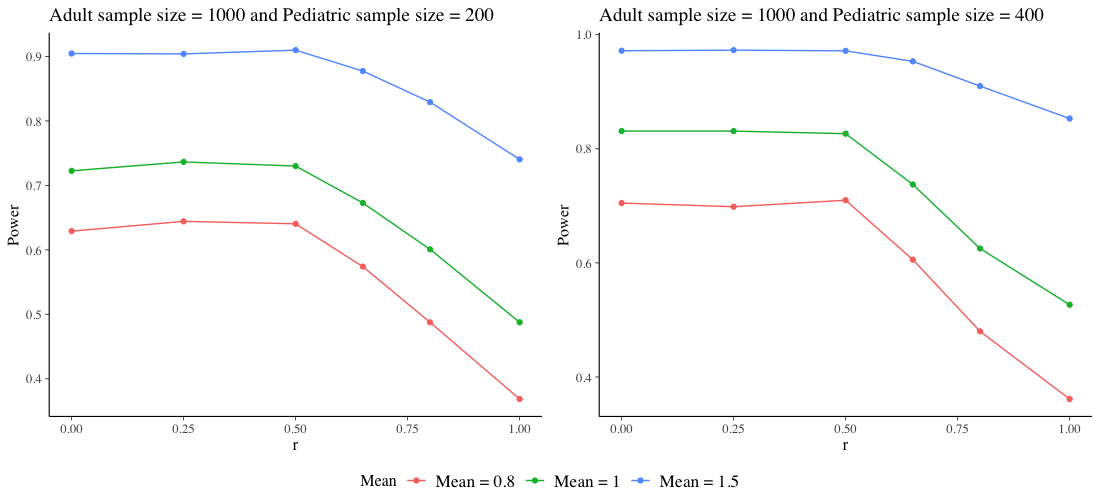 Adult sample size = 1000 and Pediatric sample size = 200
0.9
0.8
0.7
0.6
0.5
0.4
Power
0.00 0.25 0.50 0.75 1.00
r
Adult sample size = 1000 and Pediatric sample size = 400
1.0
0.8
0.6
0.4
Power
0.00 0.25 0.50 0.75 1.00
r
Mean Mean = 0.8 Mean = 1 Mean = 1.5